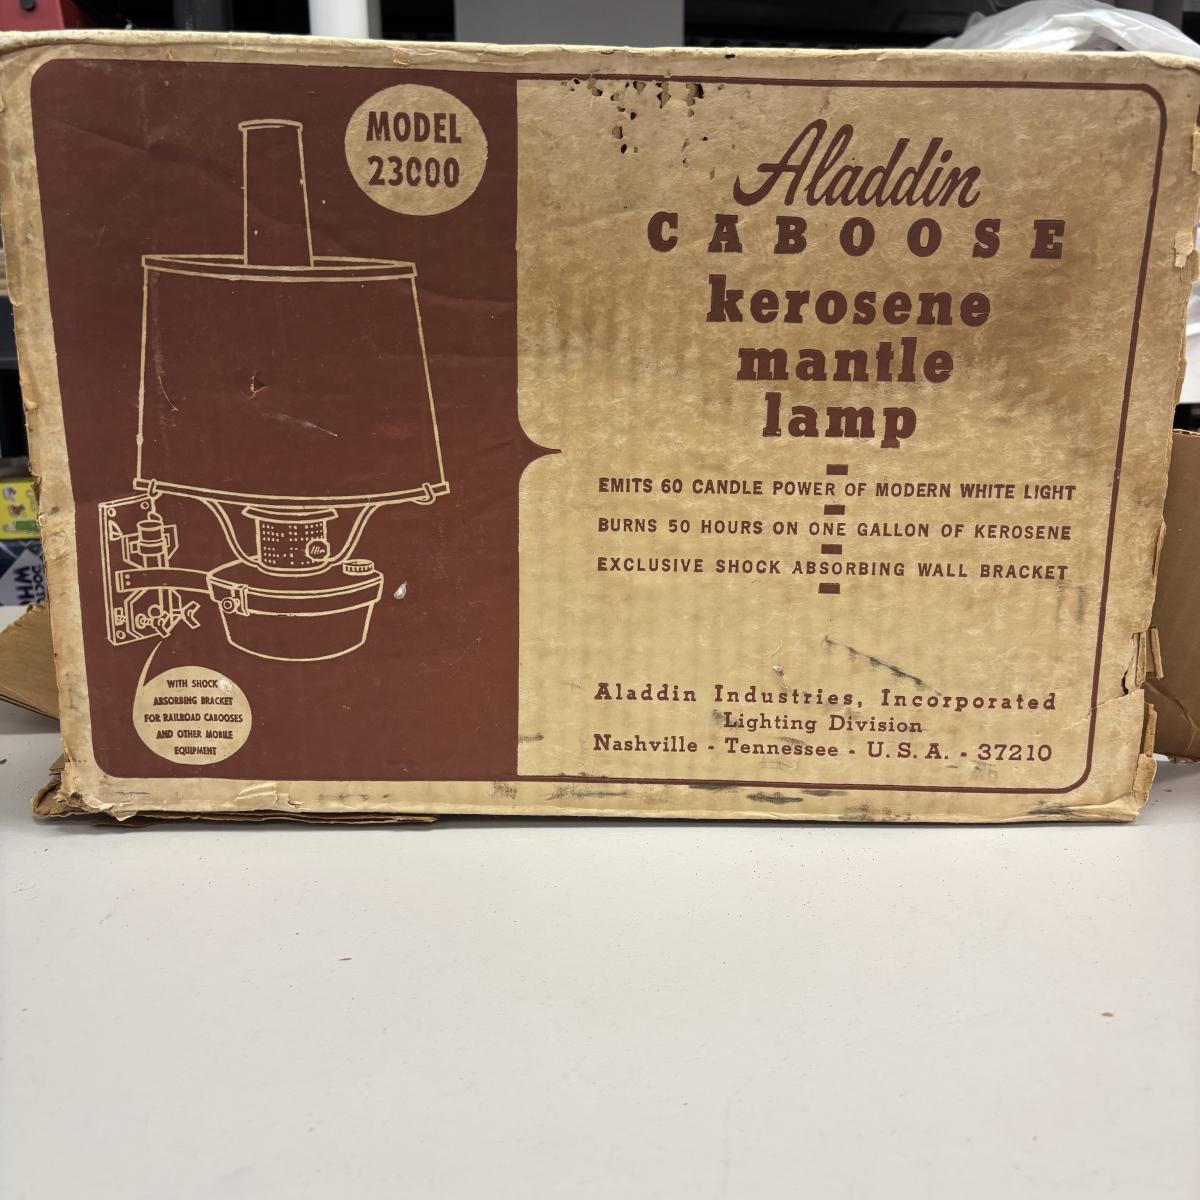 MODEL
23000
Aladdin
CABOOSE
kerosene
mantle
lamp
EMITS 60 CANDLE POWER OF MODERN WHITE LIGHT
BURNS 50 HOURS ON ONE GALLON OF KEROSENE
EXCLUSIVE SHOCK ABSORBING WALL BRACKET
WITH SHOCK
ABSORBING BRACKET
FOR RAILROAD CABOOSES
AND OTHER MOBILE
EQUIPMENT
Aladdin Industries, Incorporated
Lighting Division
Nashville - Tennessee - U.S.A. - 37210